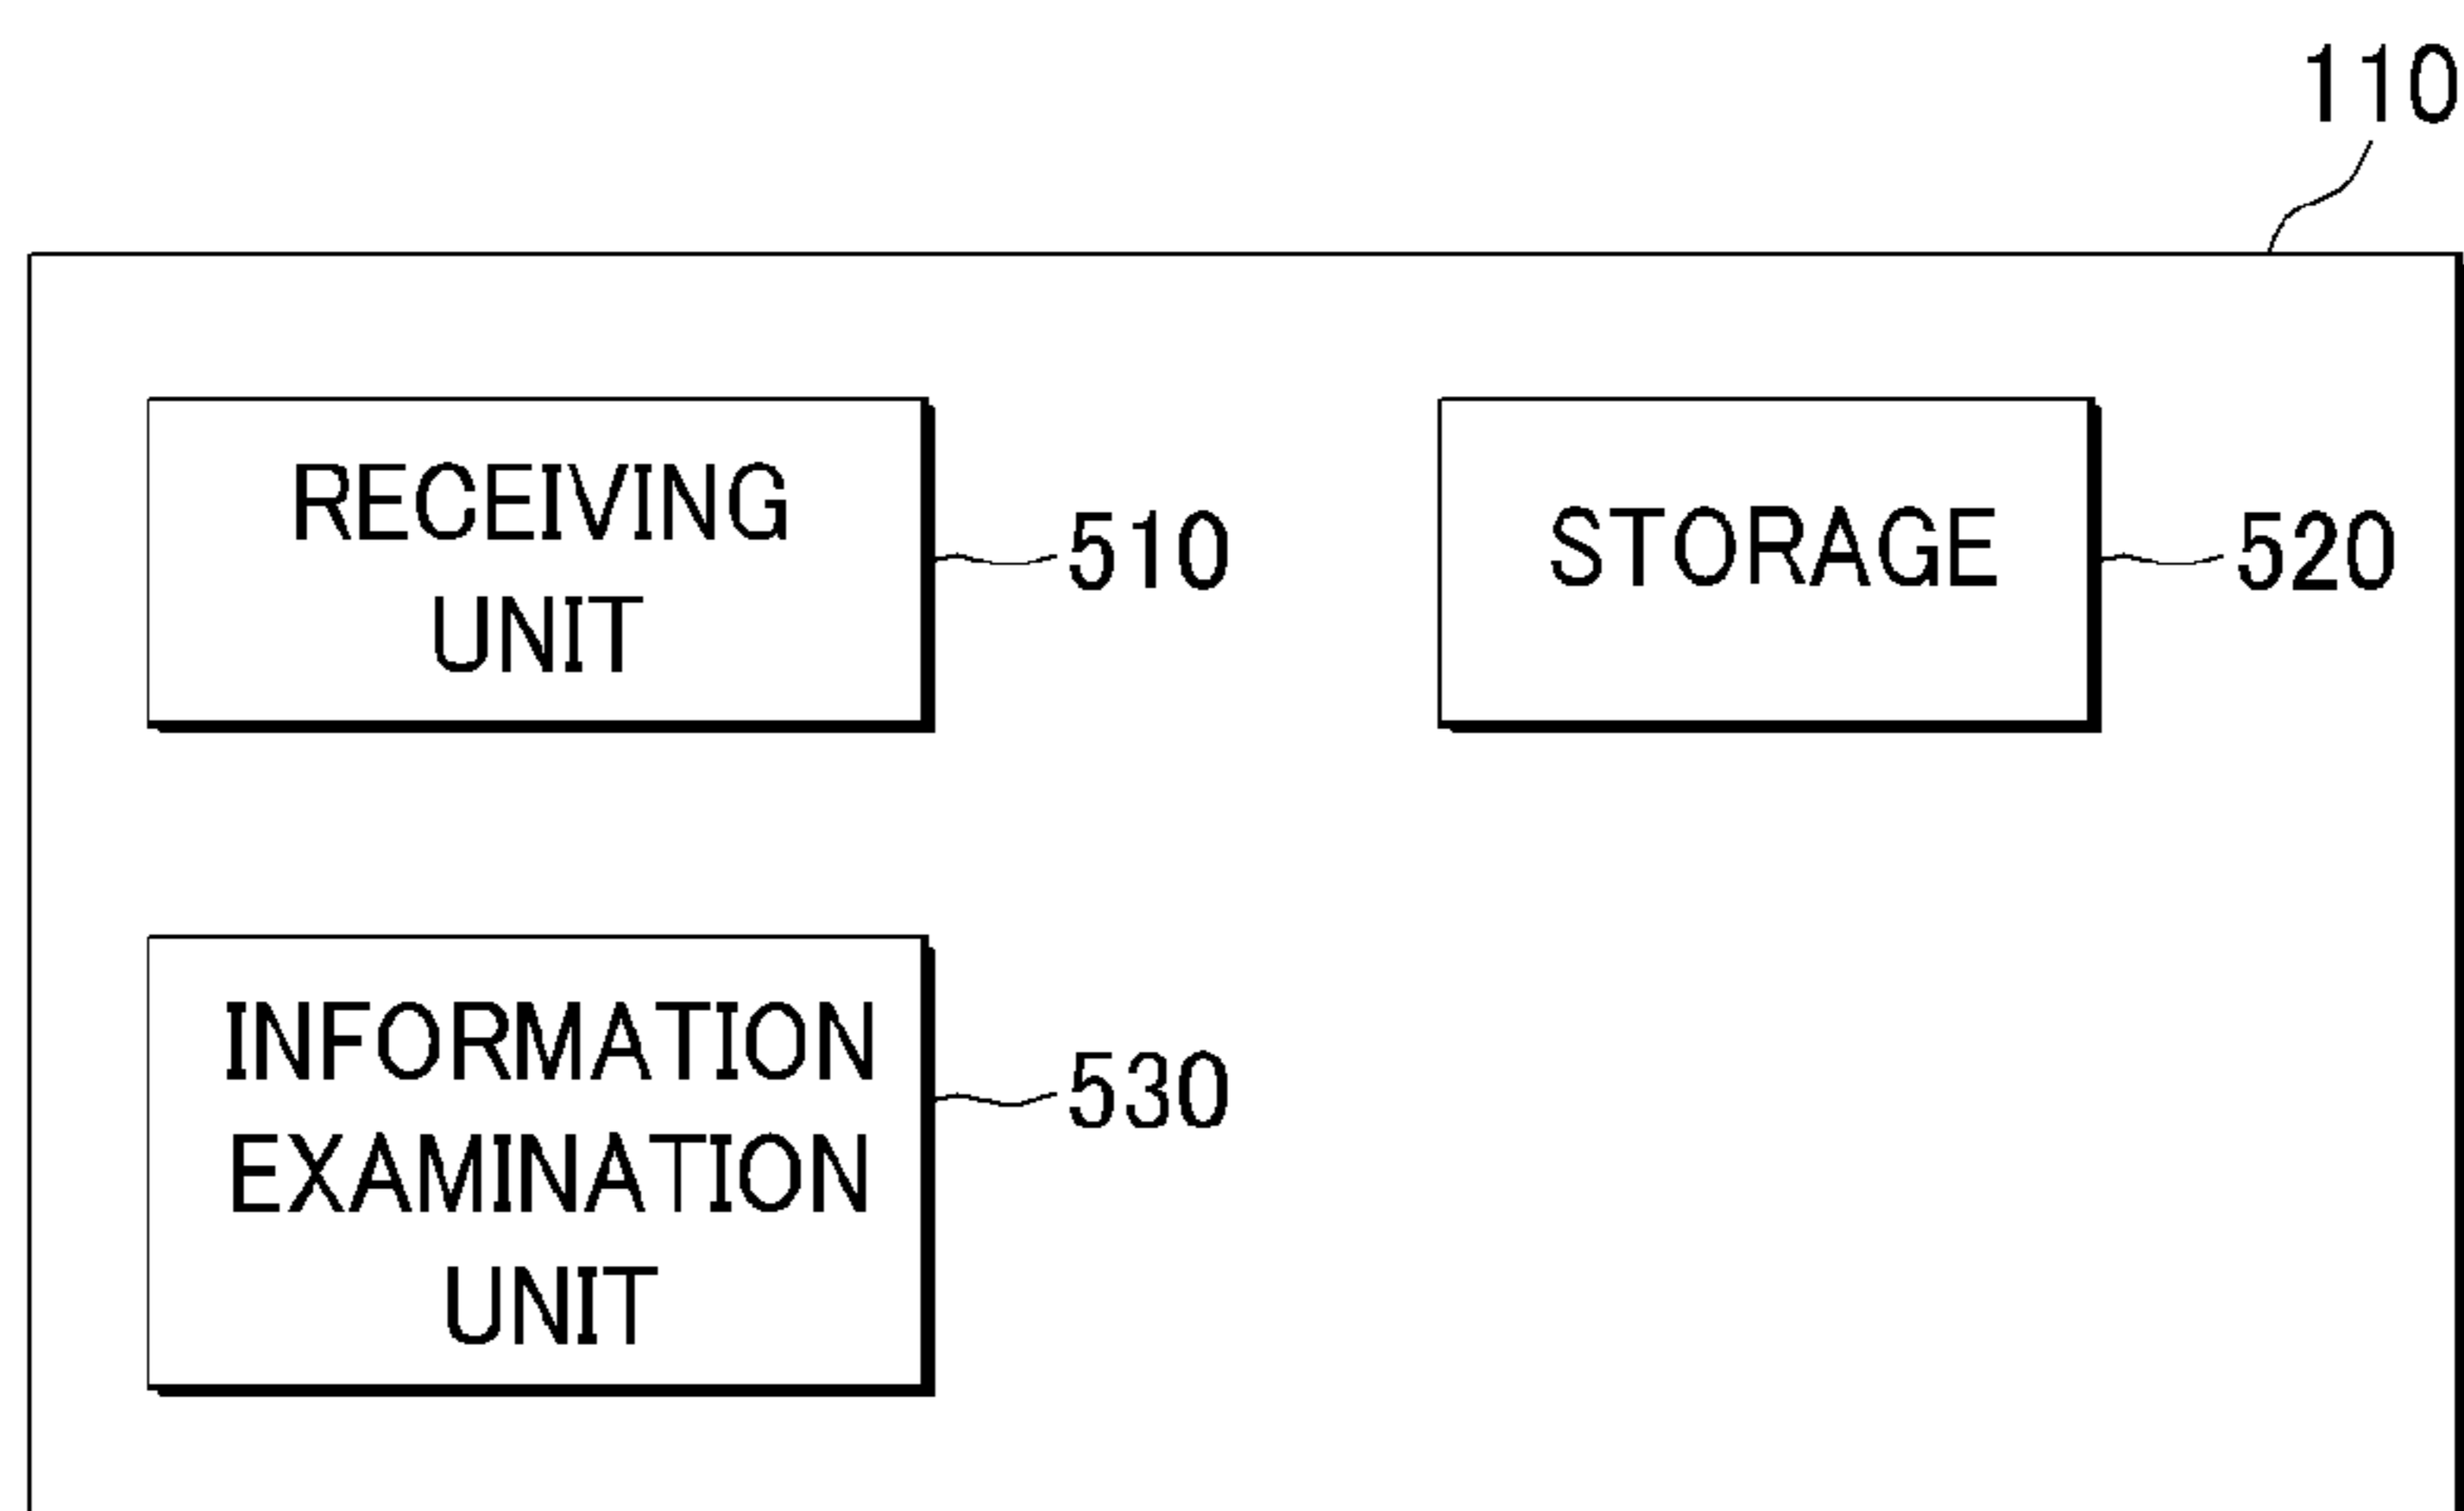 110
RECEIVING
UNIT
510
STORAGE
520
INFORMATION
EXAMINATION
UNIT
530